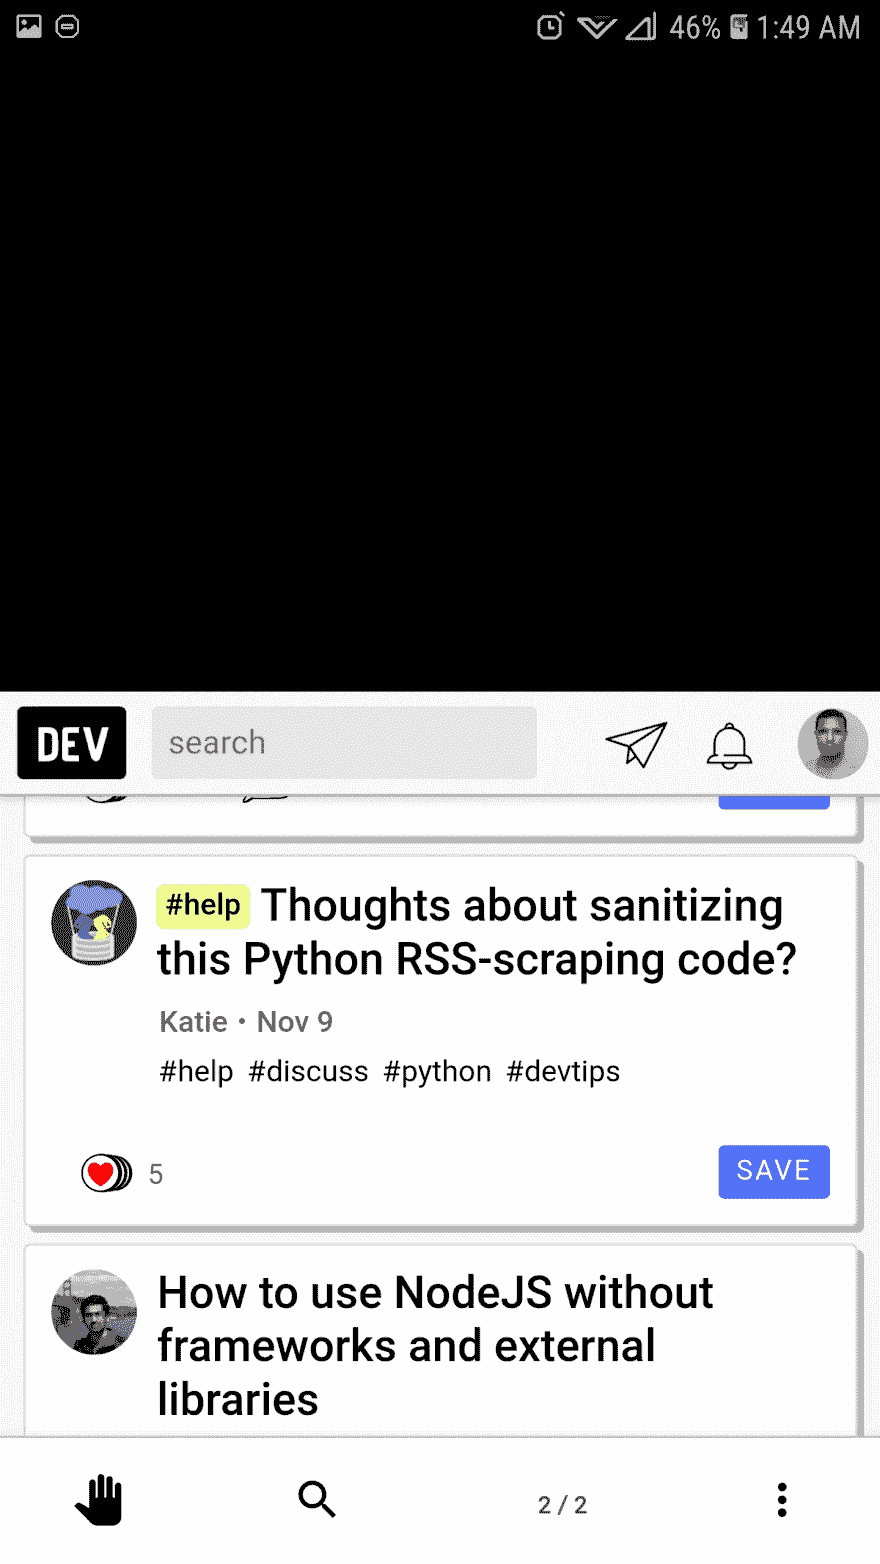 46% 1:49 AM
DEV search
#help Thoughts about sanitizing
this Python RSS-scraping code?
Katie • Nov 9
#help #discuss #python #devtips
5 SAVE
How to use NodeJS without
frameworks and external
libraries
2 / 2